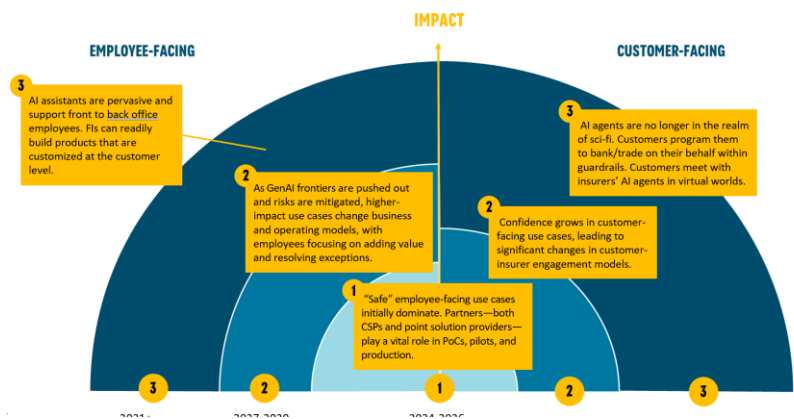 IMPACT
EMPLOYEE-FACING
CUSTOMER-FACING
3
AI assistants are pervasive and
support front to back office
employees. FIs can readily
build products that are
customized at the customer
level.
3
AI agents are no longer in the realm
of sci-fi. Customers program them
to bank/trade on their behalf within
guardrails. Customers meet with
insurers’ AI agents in virtual worlds.
2
As GenAI frontiers are pushed out
and risks are mitigated, higher-
impact use cases change business
and operating models, with
employees focusing on adding value
and resolving exceptions.
2
Confidence grows in customer-
facing use cases, leading to
significant changes in customer-
insurer engagement models.
1
“Safe” employee-facing use cases
initially dominate. Partners—both
CSPs and point solution providers—
play a vital role in PoCs, pilots, and
production.
3
2
1
2
3